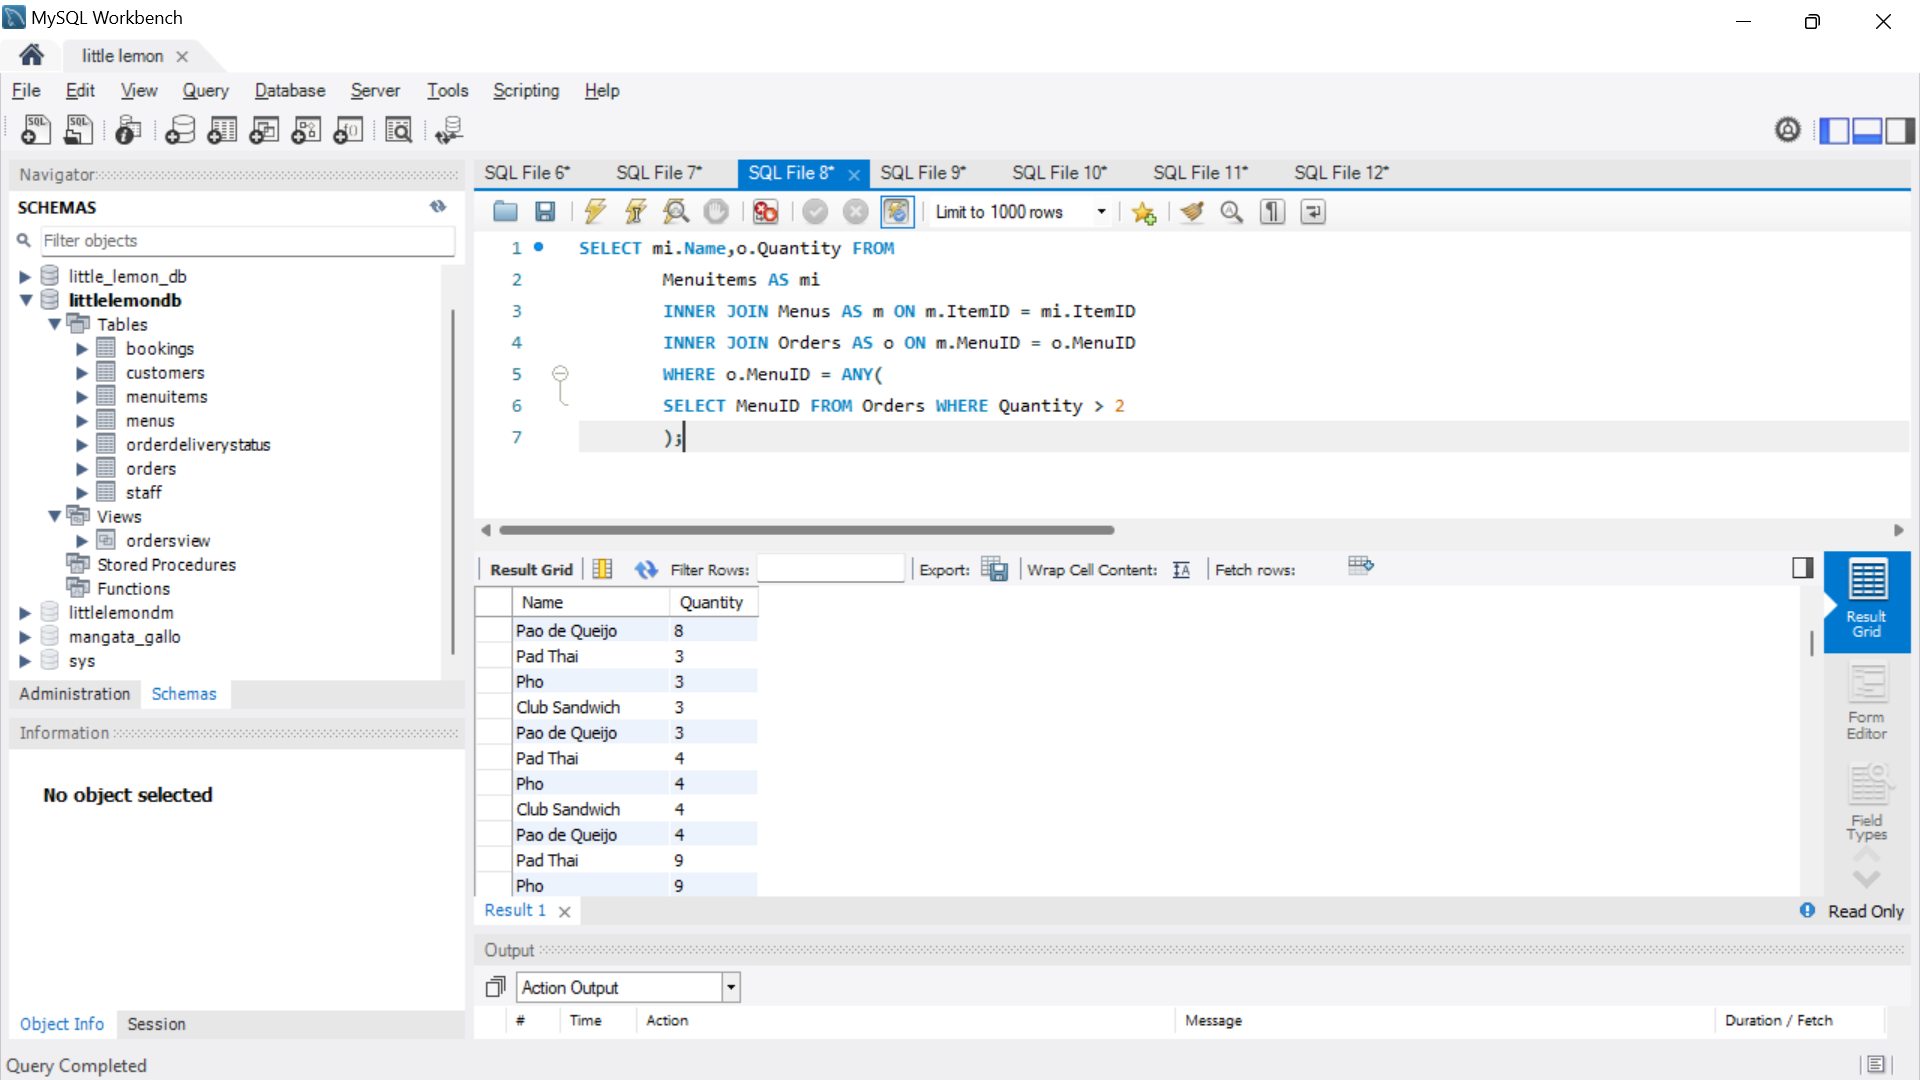 MySQL Workbench
little lemon
File Edit View Query Database Server Tools Scripting Help
Navigator
SCHEMAS
Filter objects
little_lemon_db
littlelemondb
Tables
bookings
customers
menuitems
menus
orderdeliverystatus
orders
staff
Views
ordersview
Stored Procedures
Functions
littlelemondm
mangata_gallo
sys
Administration Schemas
Information
No object selected
Object Info Session
SQL File 6* SQL File 7* SQL File 8* SQL File 9* SQL File 10* SQL File 11* SQL File 12*
Limit to 1000 rows
1 SELECT mi.Name,o.Quantity FROM
2 Menuitems AS mi
3 INNER JOIN Menus AS m ON m.ItemID = mi.ItemID
4 INNER JOIN Orders AS o ON m.MenuID = o.MenuID
5 WHERE o.MenuID = ANY(
6 SELECT MenuID FROM Orders WHERE Quantity > 2
7 );
Result Grid Filter Rows: Export: Wrap Cell Content: Fetch rows:
Name Quantity
Pao de Queijo 8
Pad Thai 3
Pho 3
Club Sandwich 3
Pao de Queijo 3
Pad Thai 4
Pho 4
Club Sandwich 4
Pao de Queijo 4
Pad Thai 9
Pho 9
Result
Grid
Form
Editor
Field
Types
Result 1
Read Only
Output
Action Output
# Time Action Message Duration / Fetch
Query Completed